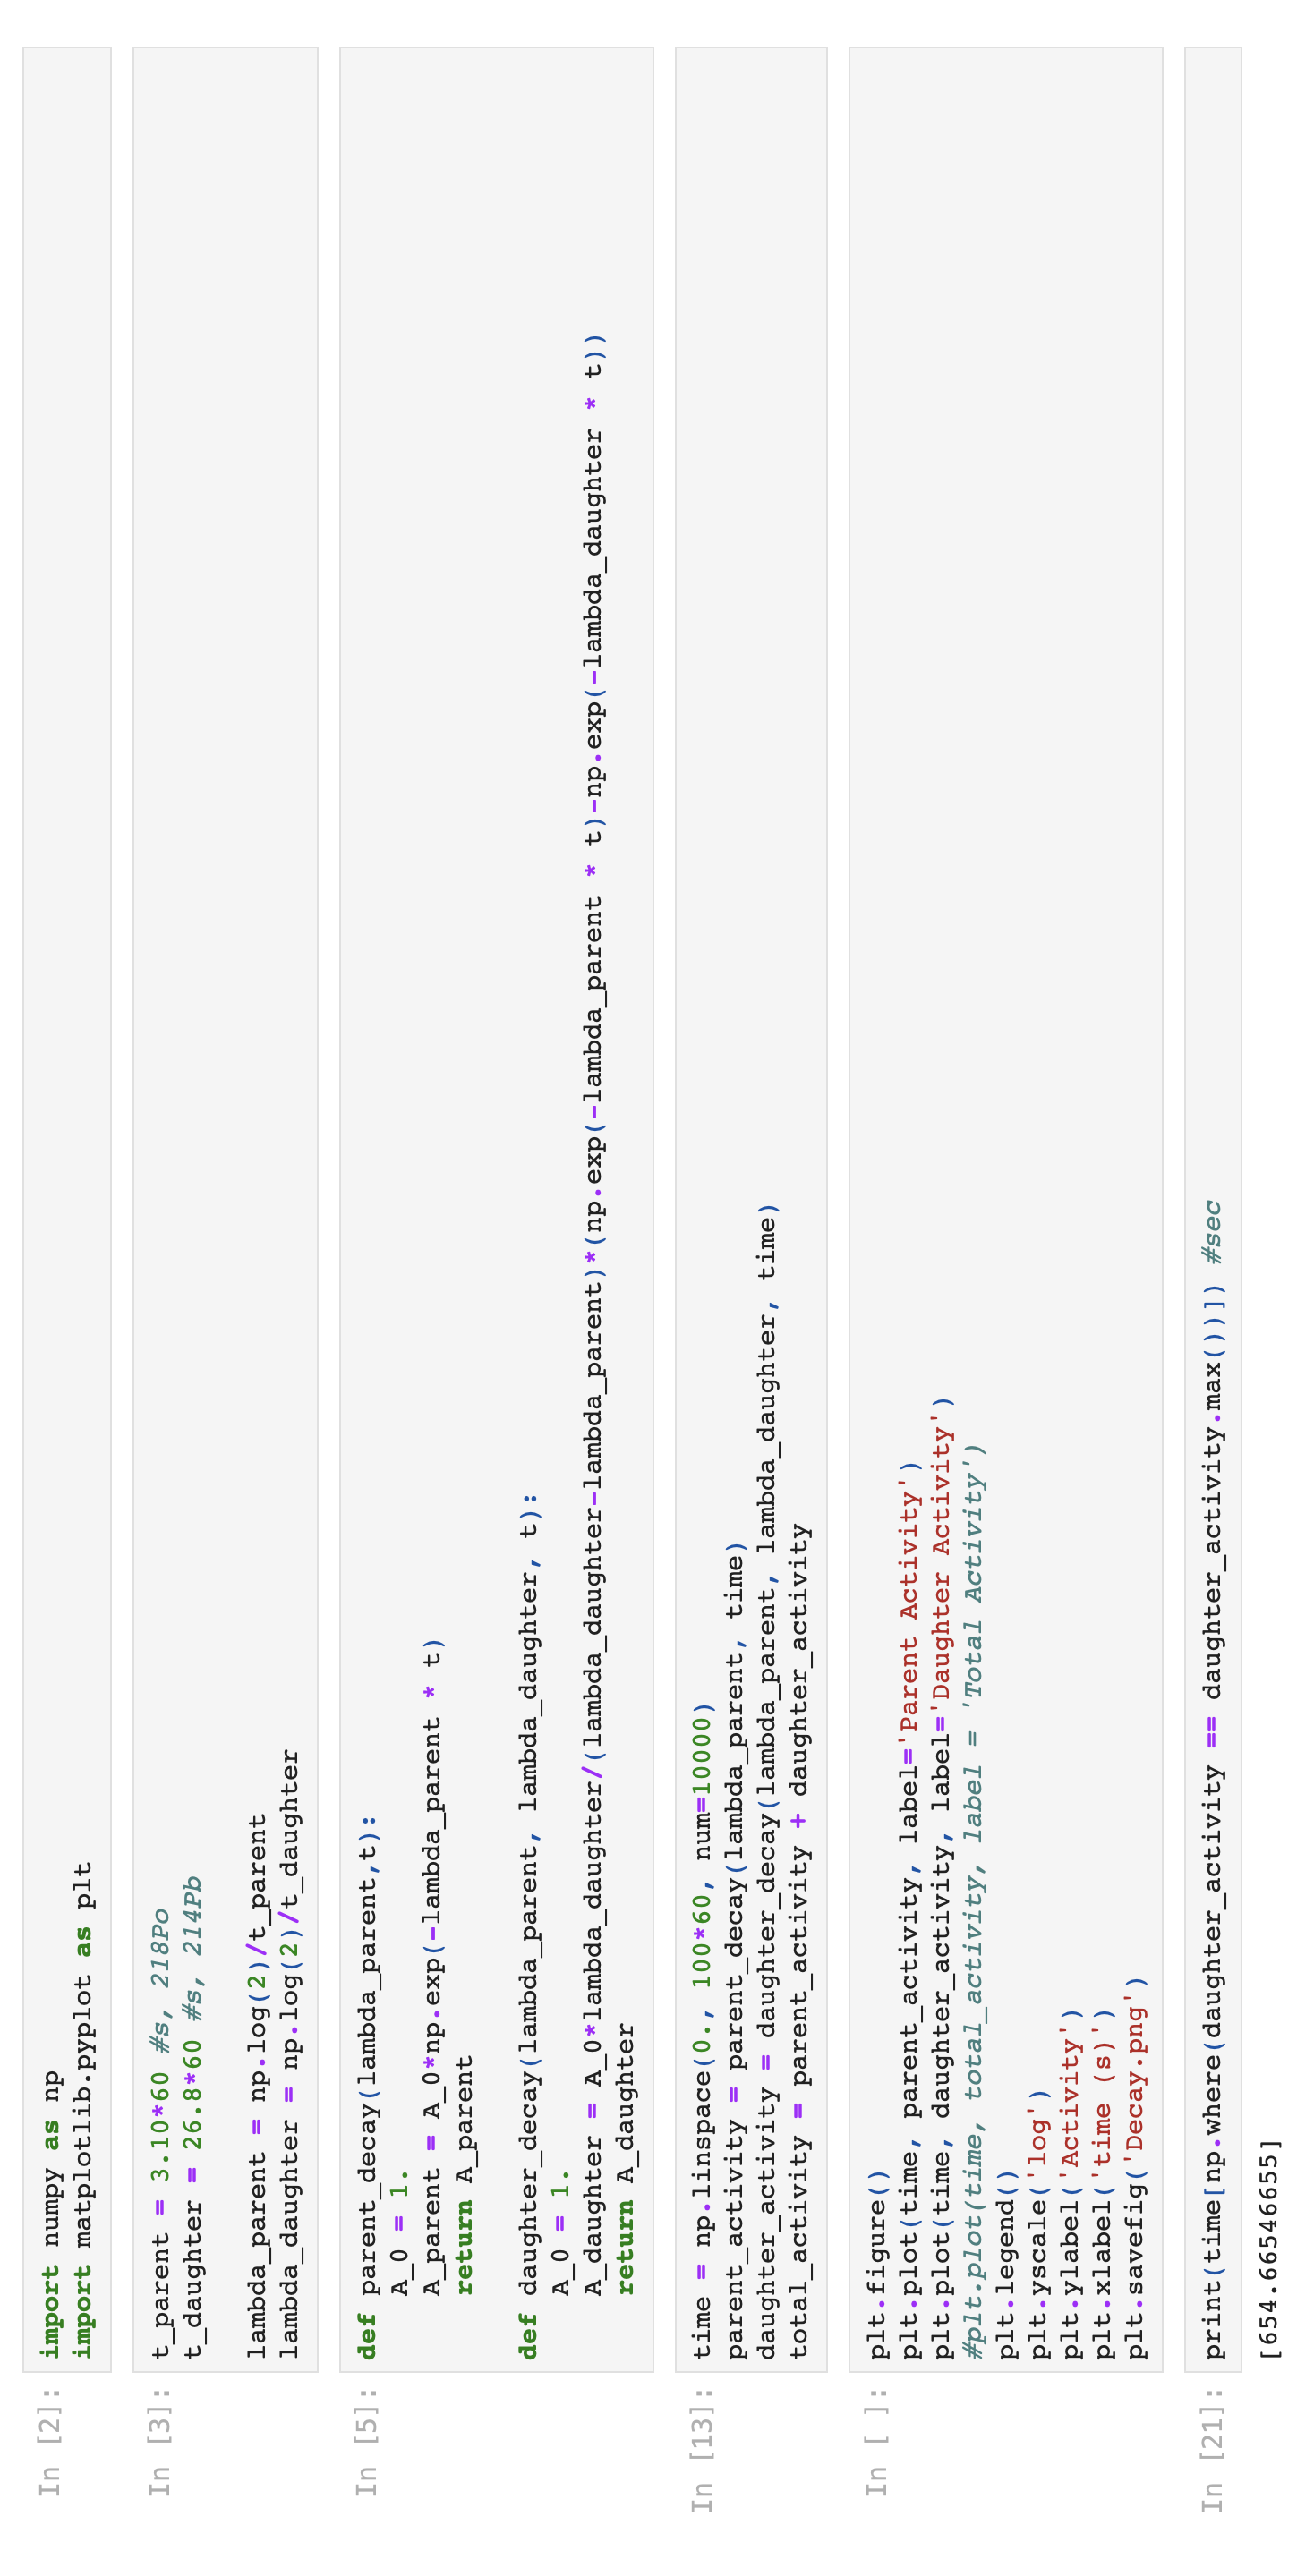 In [2]:
import numpy as np
import matplotlib.pyplot as plt
In [3]:
t_parent = 3.10*60 #s, 218Po
t_daughter = 26.8*60 #s, 214Pb
lambda_parent = np.log(2)/t_parent
lambda_daughter = np.log(2)/t_daughter
In [5]:
def parent_decay(lambda_parent,t):
    A_0 = 1.
    A_parent = A_0*np.exp(-lambda_parent * t)
    return A_parent
def daughter_decay(lambda_parent, lambda_daughter, t):
    A_0 = 1.
    A_daughter = A_0*lambda_daughter/(lambda_daughter-lambda_parent)*(np.exp(-lambda_parent * t)-np.exp(-lambda_daughter * t))
    return A_daughter
In [13]:
time = np.linspace(0., 100*60, num=10000)
parent_activity = parent_decay(lambda_parent, time)
daughter_activity = daughter_decay(lambda_parent, lambda_daughter, time)
total_activity = parent_activity + daughter_activity
In [ ]:
plt.figure()
plt.plot(time, parent_activity, label='Parent Activity')
plt.plot(time, daughter_activity, label='Daughter Activity')
#plt.plot(time, total_activity, label = 'Total Activity')
plt.legend()
plt.yscale('log')
plt.ylabel('Activity')
plt.xlabel('time (s)')
plt.savefig('Decay.png')
In [21]:
print(time[np.where(daughter_activity == daughter_activity.max())]) #sec
[654.66546655]